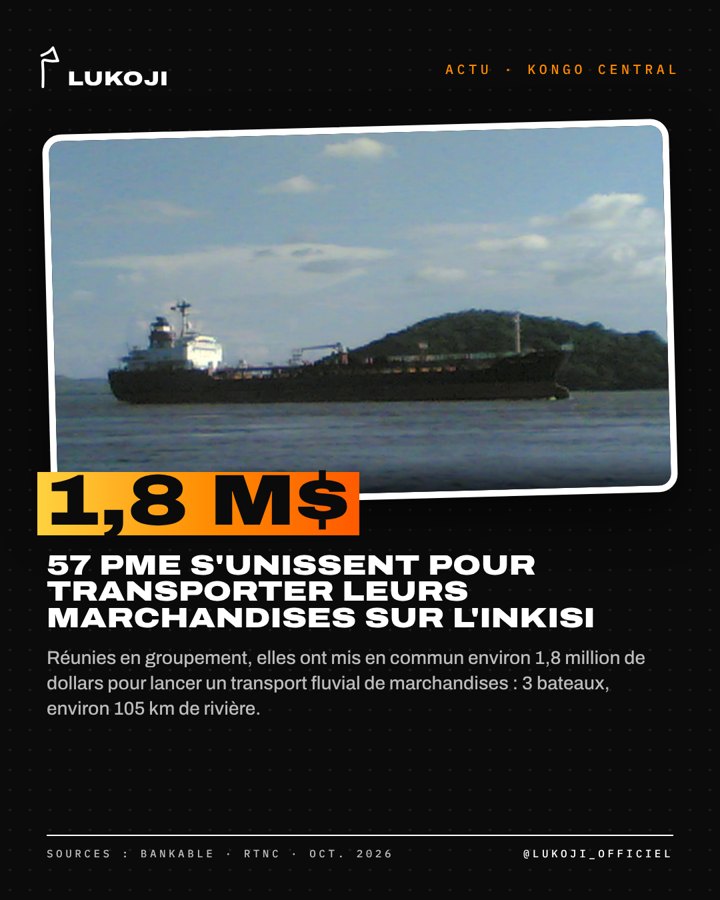 LUKOJI
ACTU · KONGO CENTRAL
1,8 M$
57 PME S'UNISSENT POUR
TRANSPORTER LEURS
MARCHANDISES SUR L'INKISI
Réunies en groupement, elles ont mis en commun environ 1,8 million de
dollars pour lancer un transport fluvial de marchandises : 3 bateaux,
environ 105 km de rivière.
SOURCES : BANKABLE · RTNC · OCT. 2026
@LUKOJI_OFFICIEL